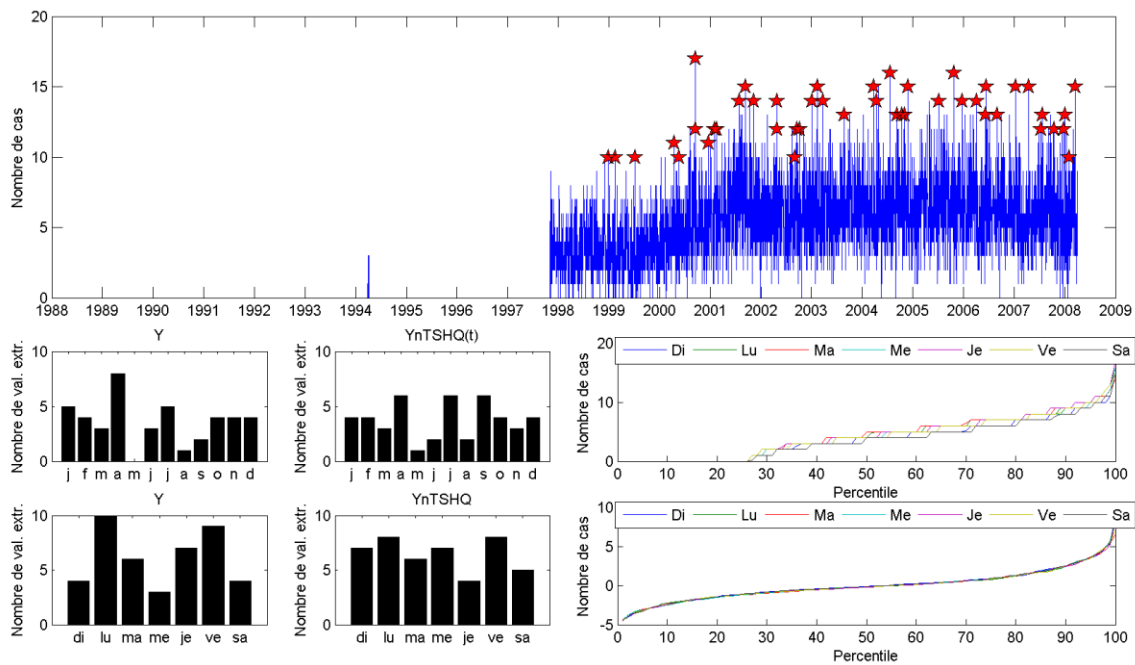 20
15
10
5
0
Nombre de cas
1988 1989 1990 1991 1992 1993 1994 1995 1996 1997 1998 1999 2000 2001 2002 2003 2004 2005 2006 2007 2008 2009
Y
10
5
0
Nombre de val. extr.
j f m a m j j a s o n d
YnTSHQ(t)
10
5
0
Nombre de val. extr.
j f m a m j j a s o n d
Di Lu Ma Me Je Ve Sa
20
10
0
Nombre de cas
0 10 20 30 40 50 60 70 80 90 100
Percentile
Y
10
5
0
Nombre de val. extr.
di lu ma me je ve sa
YnTSHQ
10
5
0
Nombre de val. extr.
di lu ma me je ve sa
Di Lu Ma Me Je Ve Sa
10
5
0
-5
Nombre de cas
0 10 20 30 40 50 60 70 80 90 100
Percentile